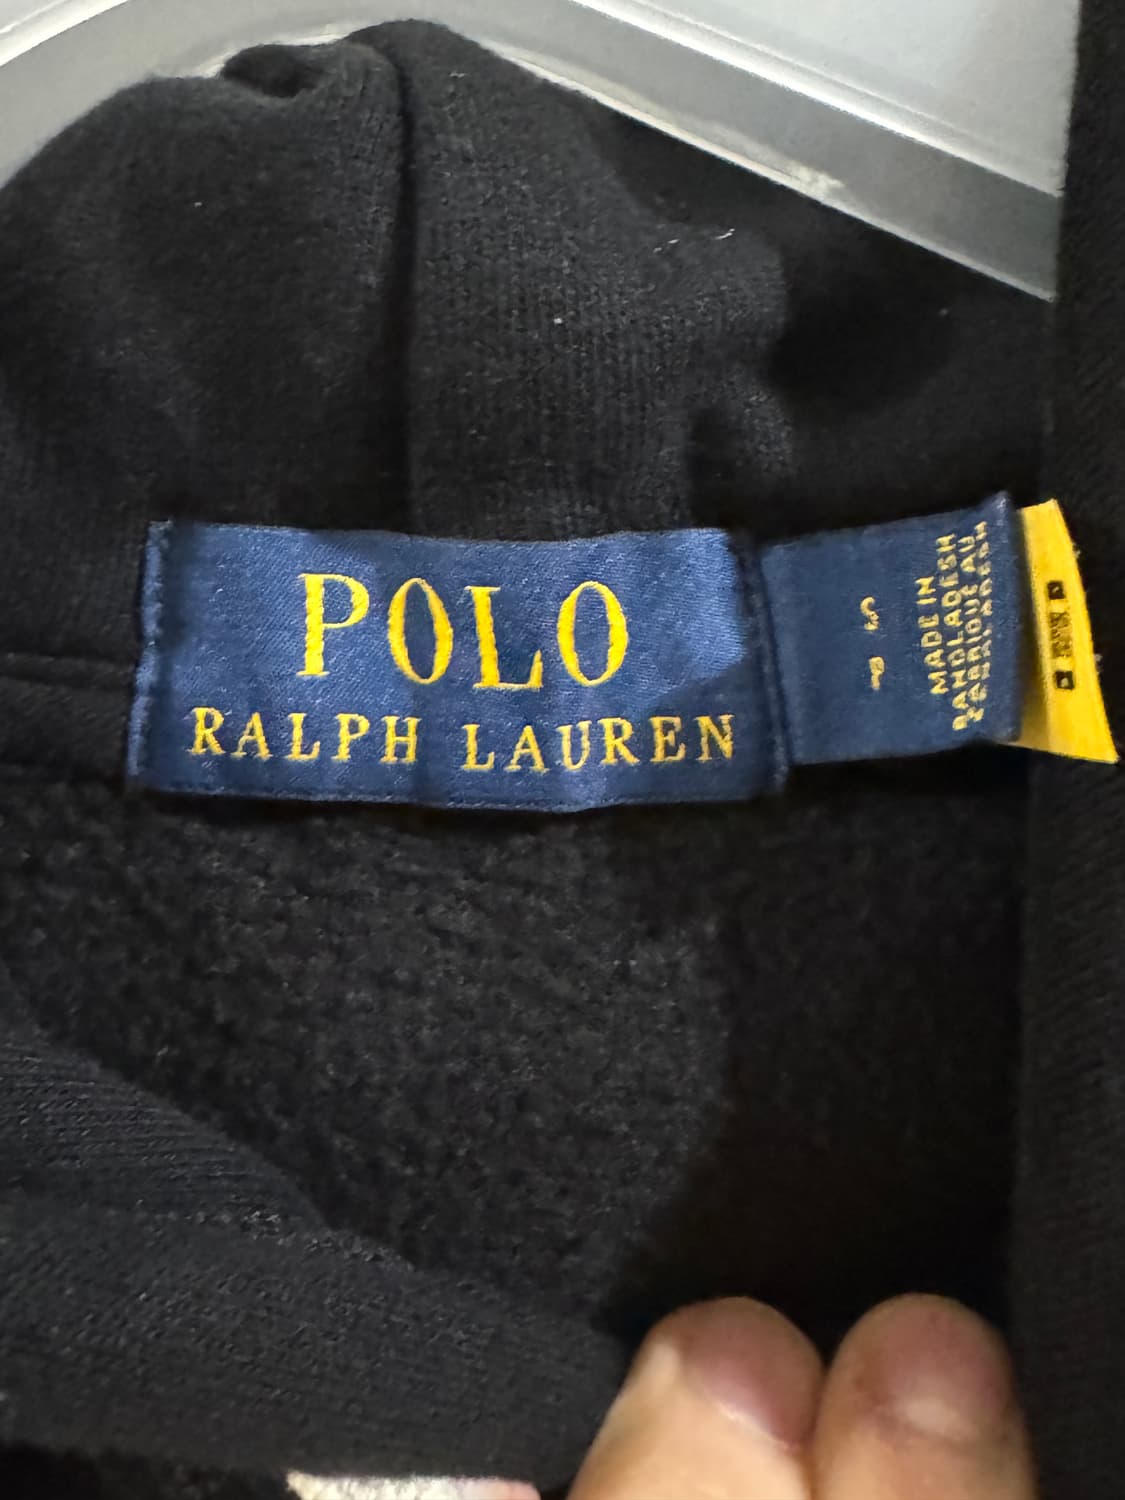 POLO
RALPH LAUREN
S
P
MADE IN
BANGLADESH
FABRIQUÉ AU
BANGLADESH